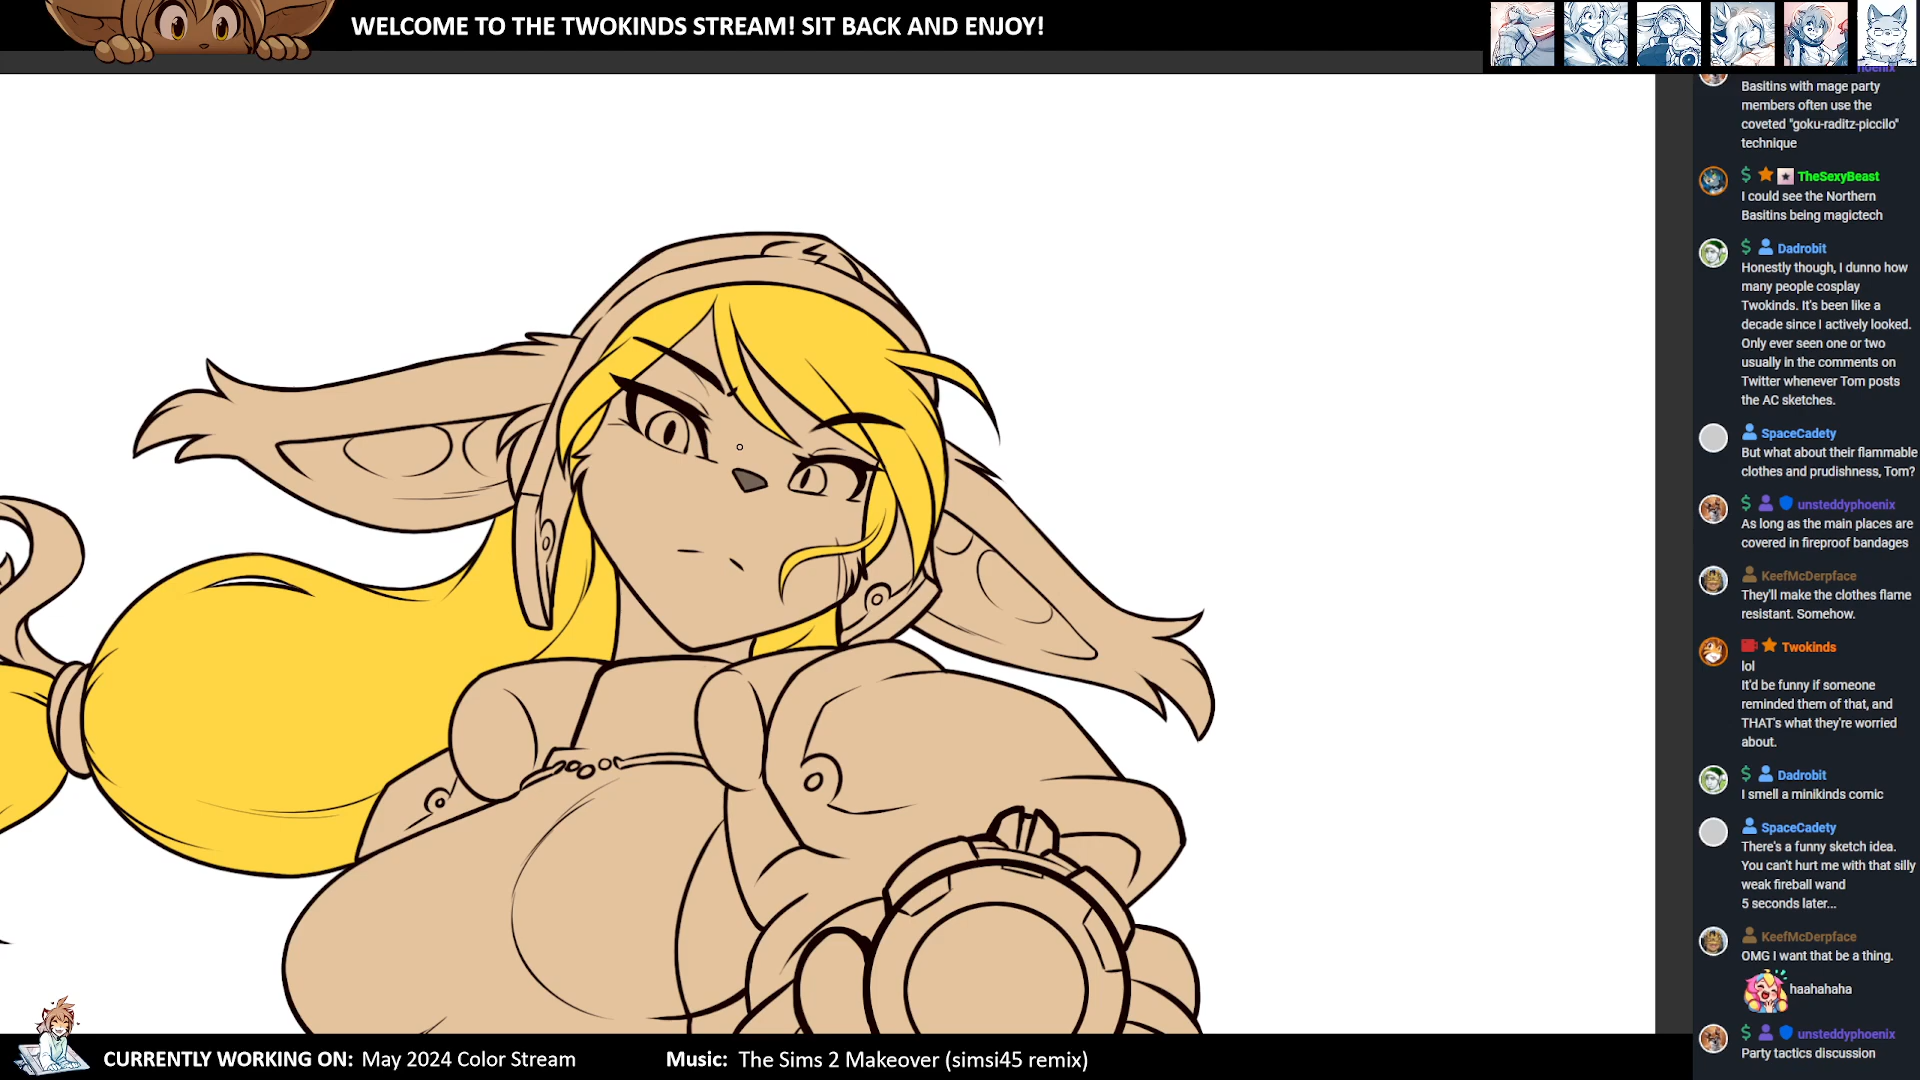 WELCOME TO THE TWOKINDS STREAM! SIT BACK AND ENJOY!
Basitins with mage party
members often use the
coveted "goku-raditz-piccilo"
technique
TheSexyBeast
I could see the Northern
Basitins being magictech
Dadrobit
Honestly though, I dunno how
many people cosplay
Twokinds. It's been like a
decade since I actively looked.
Only ever seen one or two
usually in the comments on
Twitter whenever Tom posts
the AC sketches.
SpaceCadety
But what about their flammable
clothes and prudishness, Tom?
unsteddyphoenix
As long as the main places are
covered in fireproof bandages
KeefMcDerpface
They'll make the clothes flame
resistant. Somehow.
Twokinds
lol
It'd be funny if someone
reminded them of that, and
THAT's what they're worried
about.
Dadrobit
I smell a minikinds comic
SpaceCadety
There's a funny sketch idea.
You can't hurt me with that silly
weak fireball wand
5 seconds later...
KeefMcDerpface
OMG I want that be a thing.
haahahaha
unsteddyphoenix
Party tactics discussion
CURRENTLY WORKING ON: May 2024 Color Stream
Music: The Sims 2 Makeover (simsi45 remix)